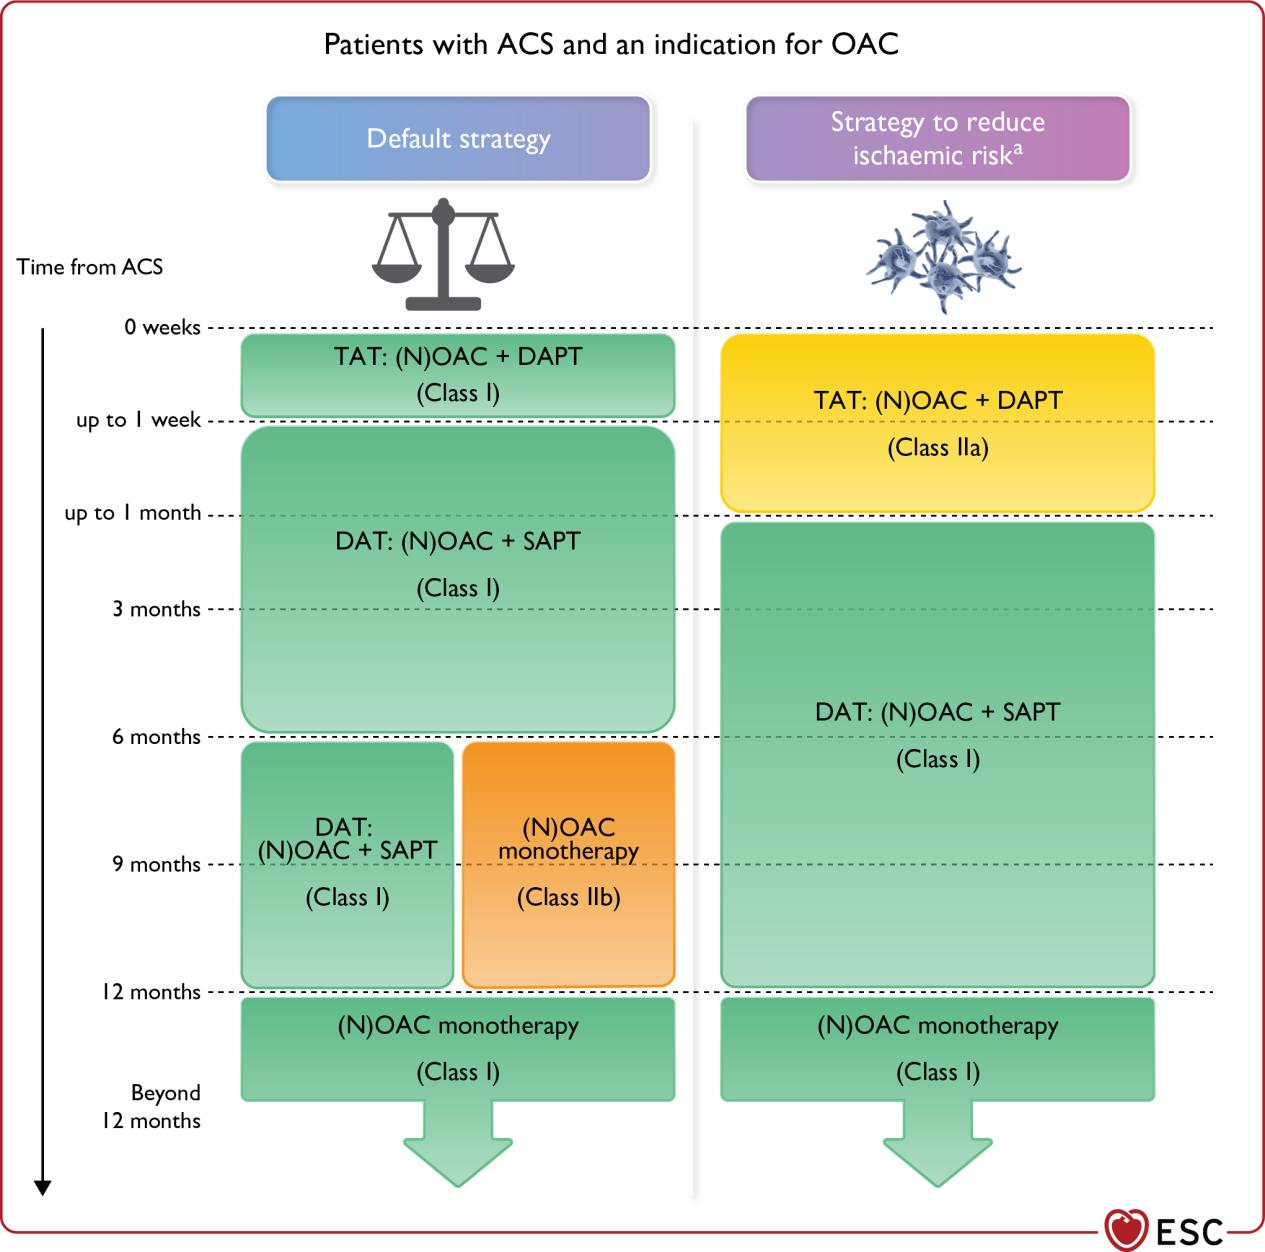 Patients with ACS and an indication for OAC
Default strategy
Strategy to reduce
ischaemic riskᵃ
Time from ACS
0 weeks
TAT: (N)OAC + DAPT
(Class I)
TAT: (N)OAC + DAPT
(Class IIa)
up to 1 week
up to 1 month
DAT: (N)OAC + SAPT
(Class I)
3 months
DAT: (N)OAC + SAPT
(Class I)
6 months
DAT:
(N)OAC + SAPT
(Class I)
(N)OAC
monotherapy
(Class IIb)
9 months
12 months
(N)OAC monotherapy
(Class I)
(N)OAC monotherapy
(Class I)
Beyond
12 months
ESC